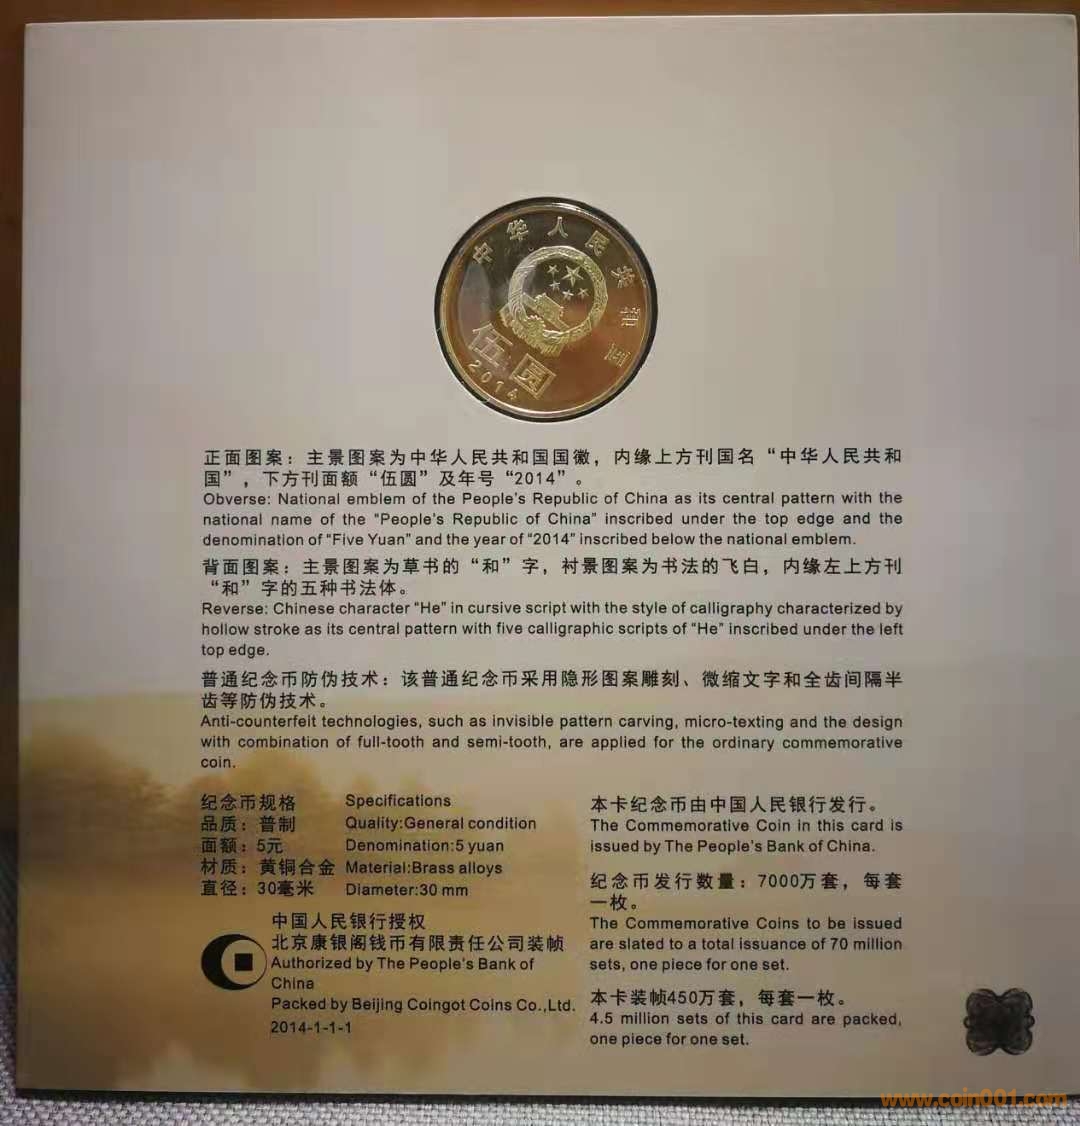 中华人民共和国
伍圆
2014
正面图案：主景图案为中华人民共和国国徽，内缘上方刊国名“中华人民共和
国”，下方刊面额“伍圆”及年号“2014”。
Obverse: National emblem of the People's Republic of China as its central pattern with the
national name of the "People's Republic of China" inscribed under the top edge and the
denomination of "Five Yuan" and the year of "2014" inscribed below the national emblem.
背面图案：主景图案为草书的“和”字，衬景图案为书法的飞白，内缘左上方刊
“和”字的五种书法体。
Reverse: Chinese character "He" in cursive script with the style of calligraphy characterized by
hollow stroke as its central pattern with five calligraphic scripts of "He" inscribed under the left
top edge.
普通纪念币防伪技术：该普通纪念币采用隐形图案雕刻、微缩文字和全齿间隔半
齿等防伪技术。
Anti-counterfeit technologies, such as invisible pattern carving, micro-texting and the design
with combination of full-tooth and semi-tooth, are applied for the ordinary commemorative
coin.
纪念币规格 Specifications
品质：普制 Quality:General condition
面额：5元 Denomination:5 yuan
材质：黄铜合金 Material:Brass alloys
直径：30毫米 Diameter:30 mm
中国人民银行授权
北京康银阁钱币有限责任公司装帧
Authorized by The People's Bank of
China
Packed by Beijing Coingot Coins Co.,Ltd.
2014-1-1-1
本卡纪念币由中国人民银行发行。
The Commemorative Coin in this card is
issued by The People's Bank of China.
纪念币发行数量：7000万套，每套
一枚。
The Commemorative Coins to be issued
are slated to a total issuance of 70 million
sets, one piece for one set.
本卡装帧450万套，每套一枚。
4.5 million sets of this card are packed,
one piece for one set.
www.coin001.com